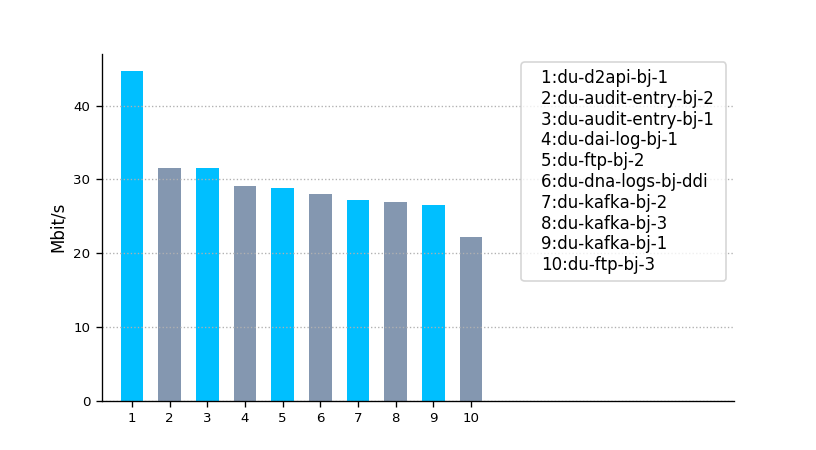 40
30
20
10
0
Mbit/s
1 2 3 4 5 6 7 8 9 10
1:du-d2api-bj-1
2:du-audit-entry-bj-2
3:du-audit-entry-bj-1
4:du-dai-log-bj-1
5:du-ftp-bj-2
6:du-dna-logs-bj-ddi
7:du-kafka-bj-2
8:du-kafka-bj-3
9:du-kafka-bj-1
10:du-ftp-bj-3